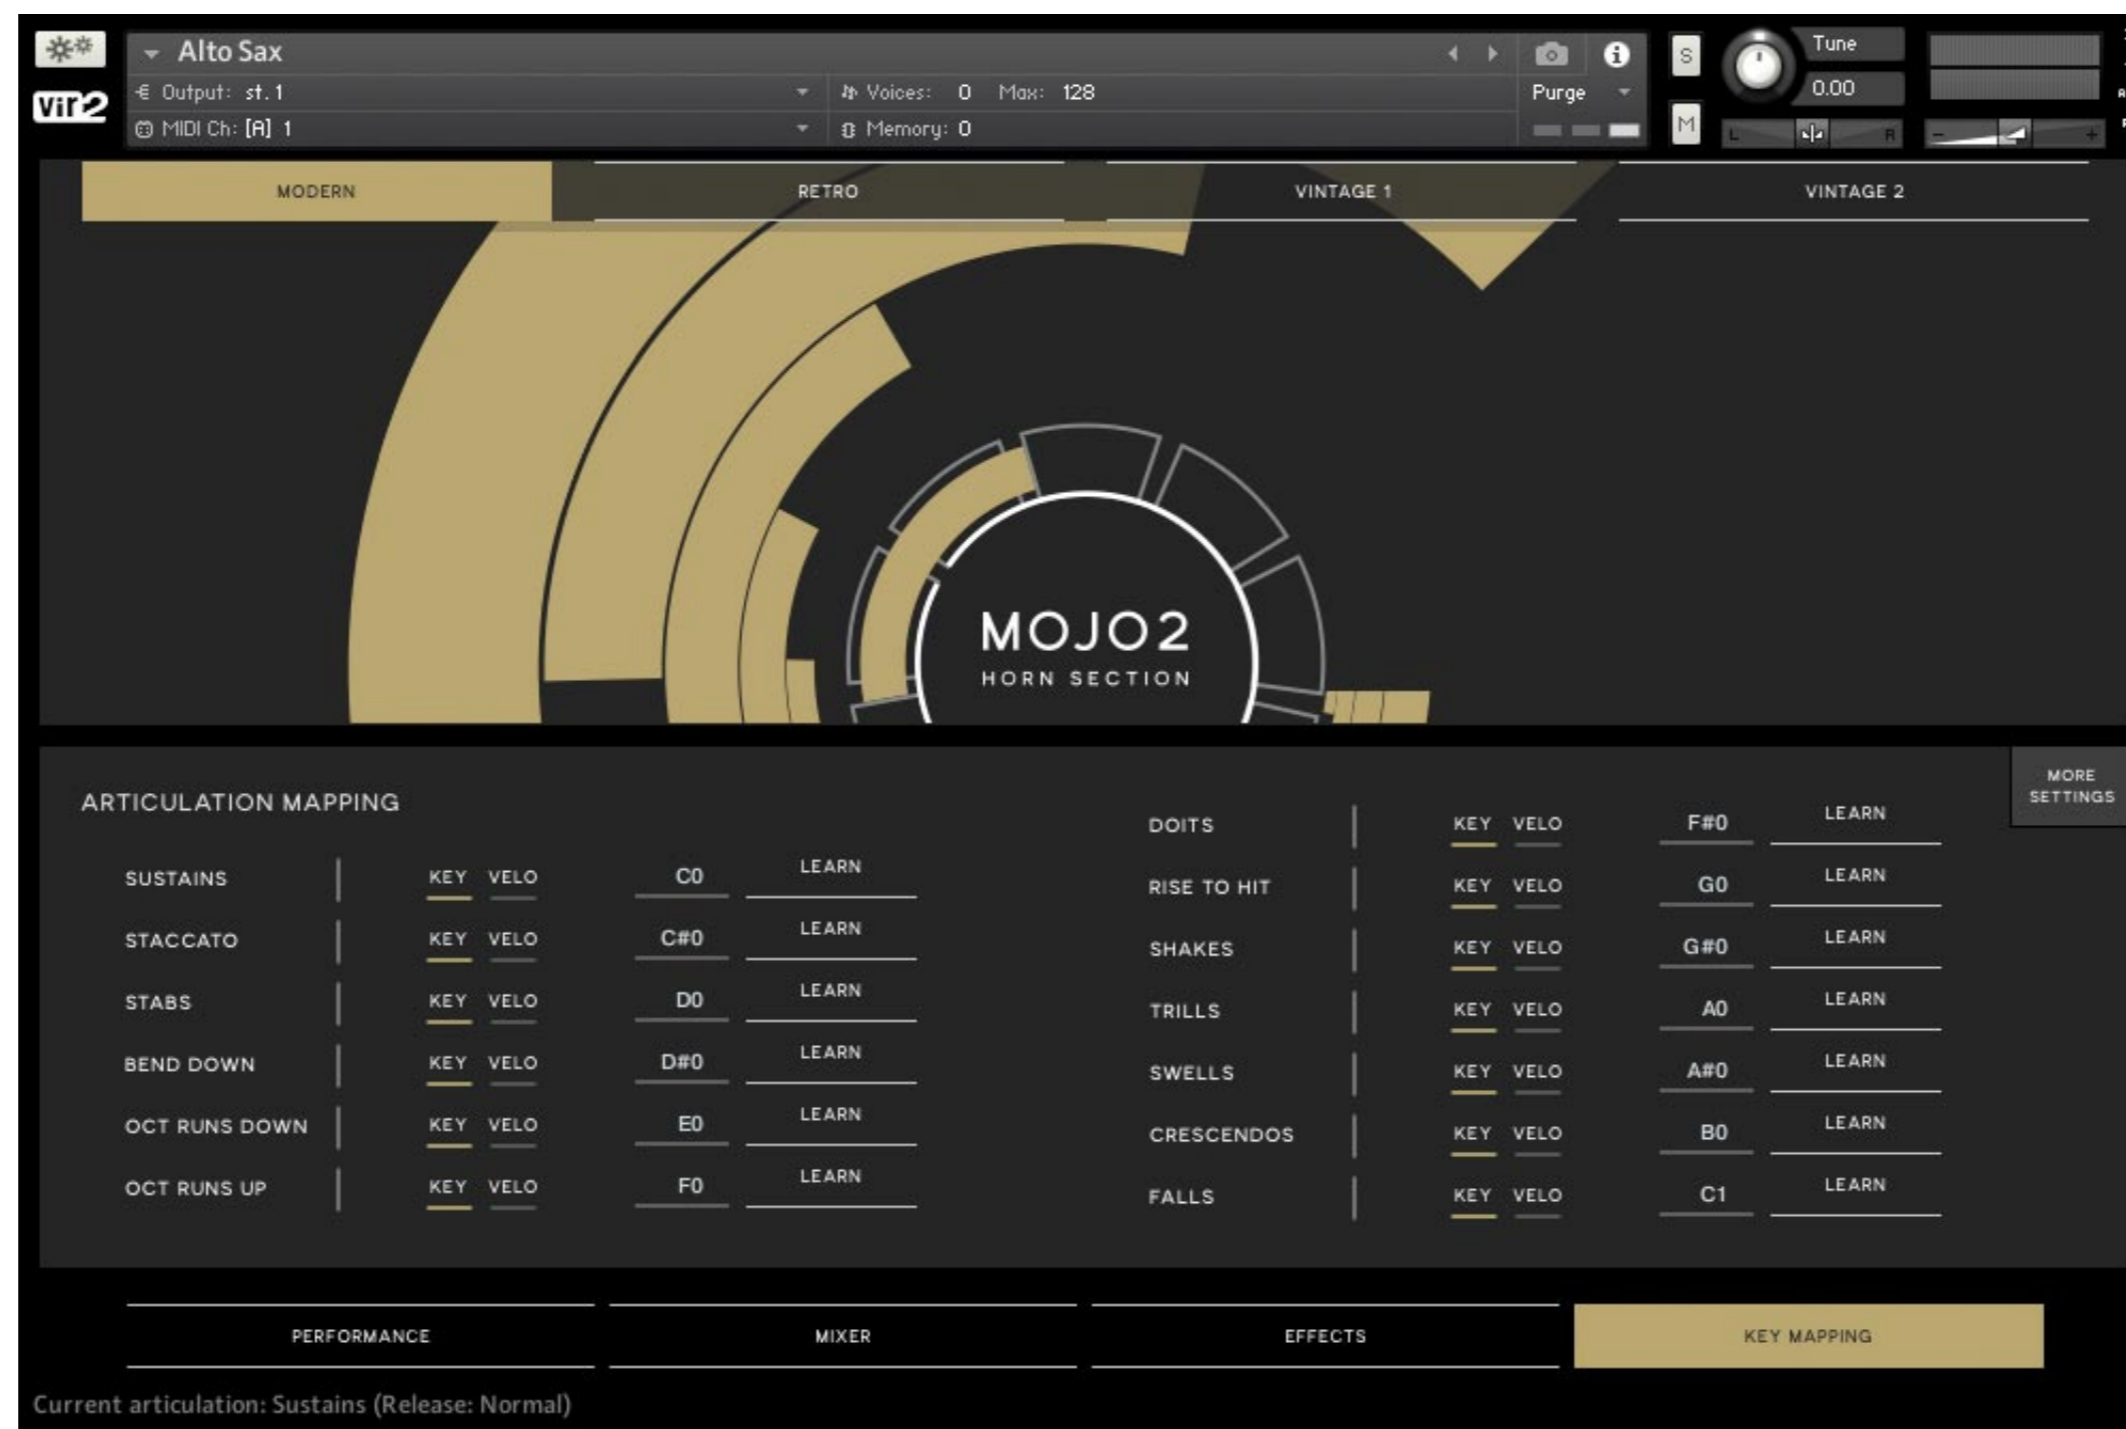 Alto Sax
Output: st.1
Voices: 0 Max: 128
Purge
MIDI Ch: [A] 1
Memory: 0
S
M
Tune
0.00
L
R
-
+
Vir2
MODERN
RETRO
VINTAGE 1
VINTAGE 2
MOJO2
HORN SECTION
MORE
SETTINGS
ARTICULATION MAPPING
SUSTAINS KEY VELO C0 LEARN
STACCATO KEY VELO C#0 LEARN
STABS KEY VELO D0 LEARN
BEND DOWN KEY VELO D#0 LEARN
OCT RUNS DOWN KEY VELO E0 LEARN
OCT RUNS UP KEY VELO F0 LEARN
DOITS KEY VELO F#0 LEARN
RISE TO HIT KEY VELO G0 LEARN
SHAKES KEY VELO G#0 LEARN
TRILLS KEY VELO A0 LEARN
SWELLS KEY VELO A#0 LEARN
CRESCENDOS KEY VELO B0 LEARN
FALLS KEY VELO C1 LEARN
PERFORMANCE
MIXER
EFFECTS
KEY MAPPING
Current articulation: Sustains (Release: Normal)